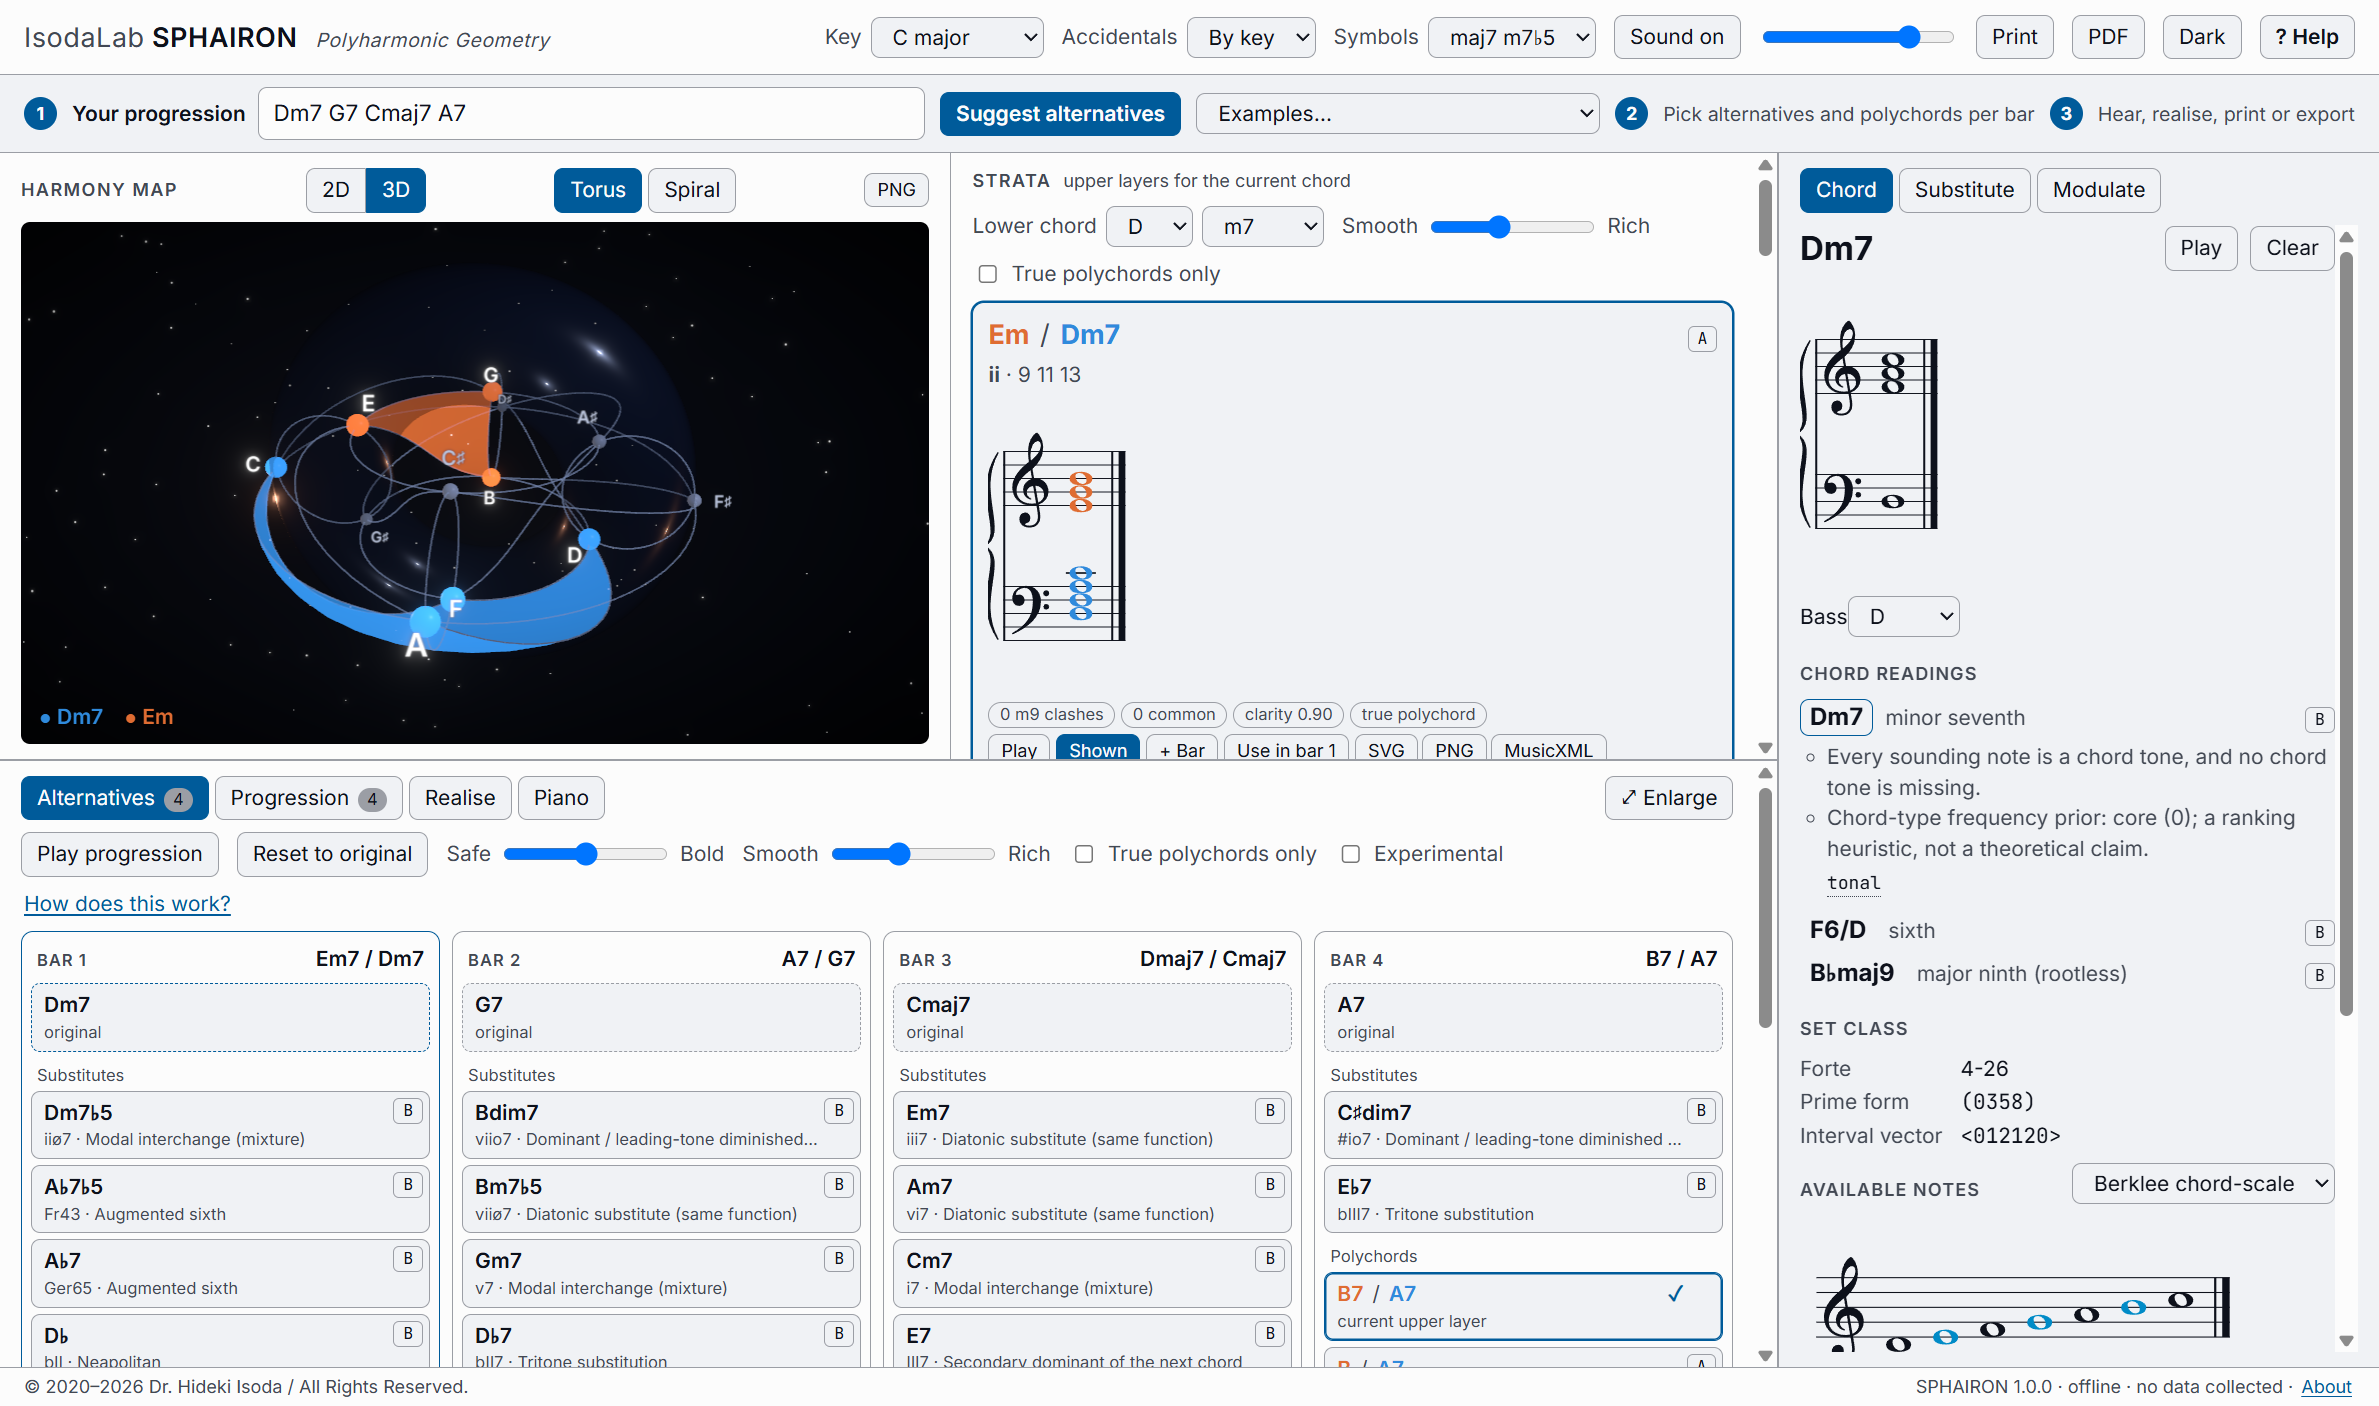 IsodaLab SPHAIRON Polyharmonic Geometry
Key C major Accidentals By key Symbols maj7 m7♭5 Sound on Print PDF Dark ? Help
1 Your progression Dm7 G7 Cmaj7 A7 Suggest alternatives Examples... 2 Pick alternatives and polychords per bar 3 Hear, realise, print or export
HARMONY MAP 2D 3D Torus Spiral PNG
G
D♯
E
A♯
C
C♯
B
F♯
G♯
D
F
A
Dm7 Em
STRATA upper layers for the current chord
Lower chord D m7 Smooth Rich
True polychords only
Em / Dm7 A
ii · 9 11 13
0 m9 clashes 0 common clarity 0.90 true polychord
Play Shown + Bar Use in bar 1 SVG PNG MusicXML
Chord Substitute Modulate
Dm7 Play Clear
Bass D
CHORD READINGS
Dm7 minor seventh B
Every sounding note is a chord tone, and no chord
tone is missing.
Chord-type frequency prior: core (0); a ranking
heuristic, not a theoretical claim.
tonal
F6/D sixth B
B♭maj9 major ninth (rootless) B
SET CLASS
Forte 4-26
Prime form (0358)
Interval vector <012120>
AVAILABLE NOTES Berklee chord-scale
Alternatives 4 Progression 4 Realise Piano ⤢ Enlarge
Play progression Reset to original Safe Bold Smooth Rich True polychords only Experimental
How does this work?
BAR 1 Em7 / Dm7
Dm7
original
Substitutes
Dm7♭5 B
iiø7 · Modal interchange (mixture)
A♭7♭5 B
Fr43 · Augmented sixth
A♭7 B
Ger65 · Augmented sixth
D♭ B
bII · Neapolitan
BAR 2 A7 / G7
G7
original
Substitutes
Bdim7 B
viio7 · Dominant / leading-tone diminished...
Bm7♭5 B
viiø7 · Diatonic substitute (same function)
Gm7 B
v7 · Modal interchange (mixture)
D♭7 B
bII7 · Tritone substitution
BAR 3 Dmaj7 / Cmaj7
Cmaj7
original
Substitutes
Em7 B
iii7 · Diatonic substitute (same function)
Am7 B
vi7 · Diatonic substitute (same function)
Cm7 B
i7 · Modal interchange (mixture)
E7 B
III7 · Secondary dominant of the next chord
BAR 4 B7 / A7
A7
original
Substitutes
C♯dim7 B
#io7 · Dominant / leading-tone diminished ...
E♭7 B
bIII7 · Tritone substitution
Polychords
B7 / A7 ✓
current upper layer
B / A7 A
© 2020–2026 Dr. Hideki Isoda / All Rights Reserved.
SPHAIRON 1.0.0 · offline · no data collected · About